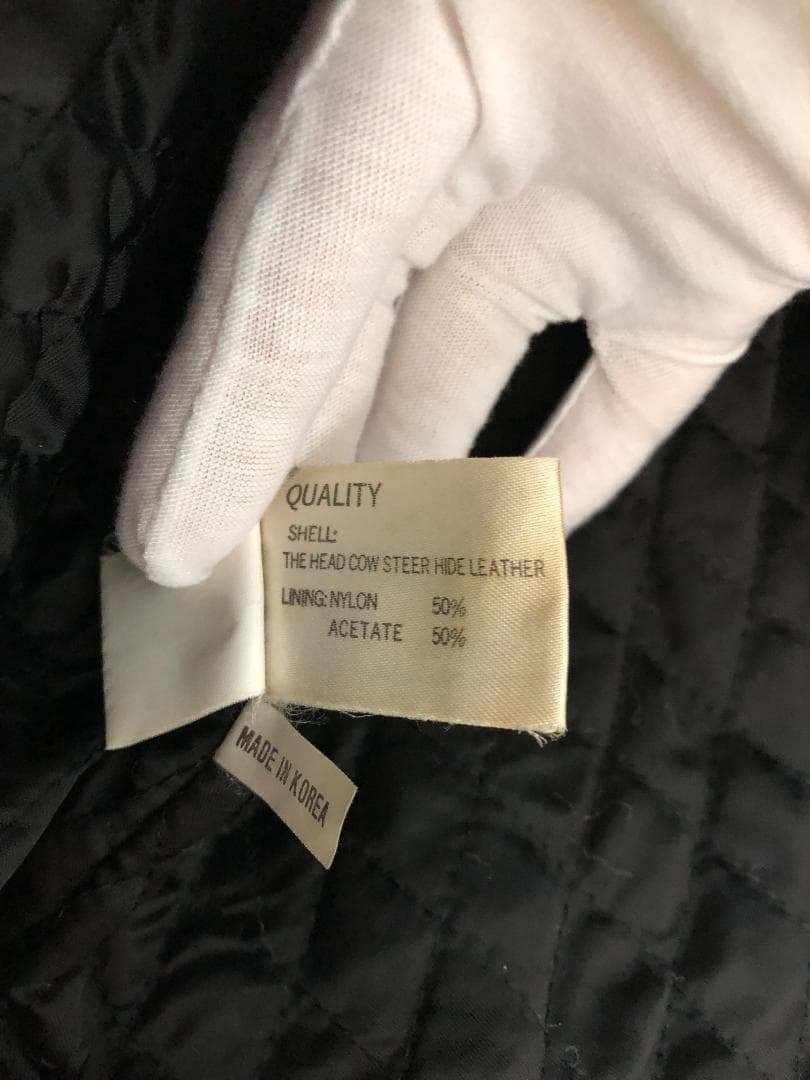 QUALITY
SHELL:
THE HEAD COW STEER HIDE LEATHER
LINING: NYLON 50%
ACETATE 50%
MADE IN KOREA